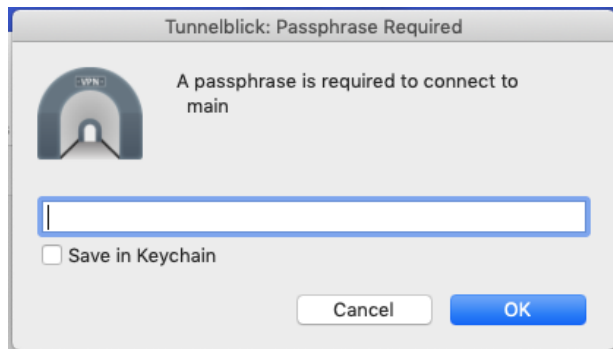 Tunnelblick: Passphrase Required
VPN
A passphrase is required to connect to
main
Save in Keychain
Cancel
OK